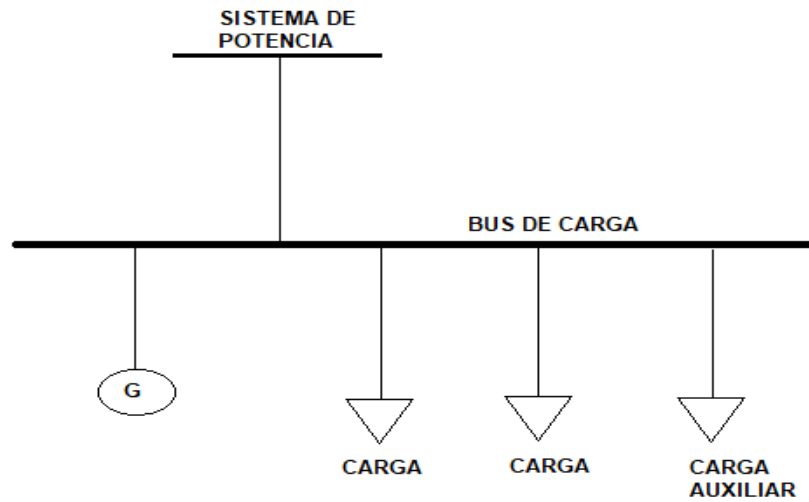 SISTEMA DE
POTENCIA
BUS DE CARGA
G
CARGA
CARGA
CARGA
AUXILIAR